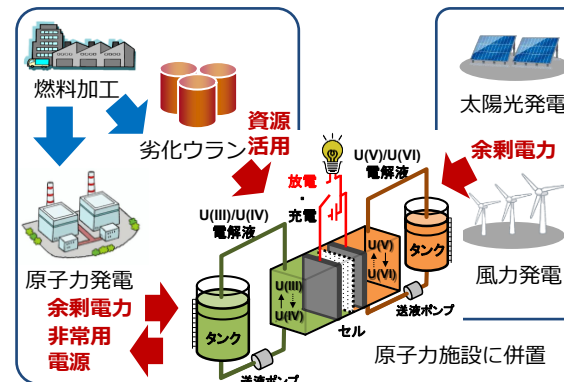 燃料加工
劣化ウラン
資源
活用
原子力発電
余剰電力
非常用
電源
U(III)/U(IV)
電解液
放電
・
充電
U(V)/U(VI)
電解液
タンク
U(III)
U(IV)
U(V)
U(VI)
タンク
セル
送液ポンプ
送液ポンプ
太陽光発電
余剰電力
風力発電
原子力施設に併置